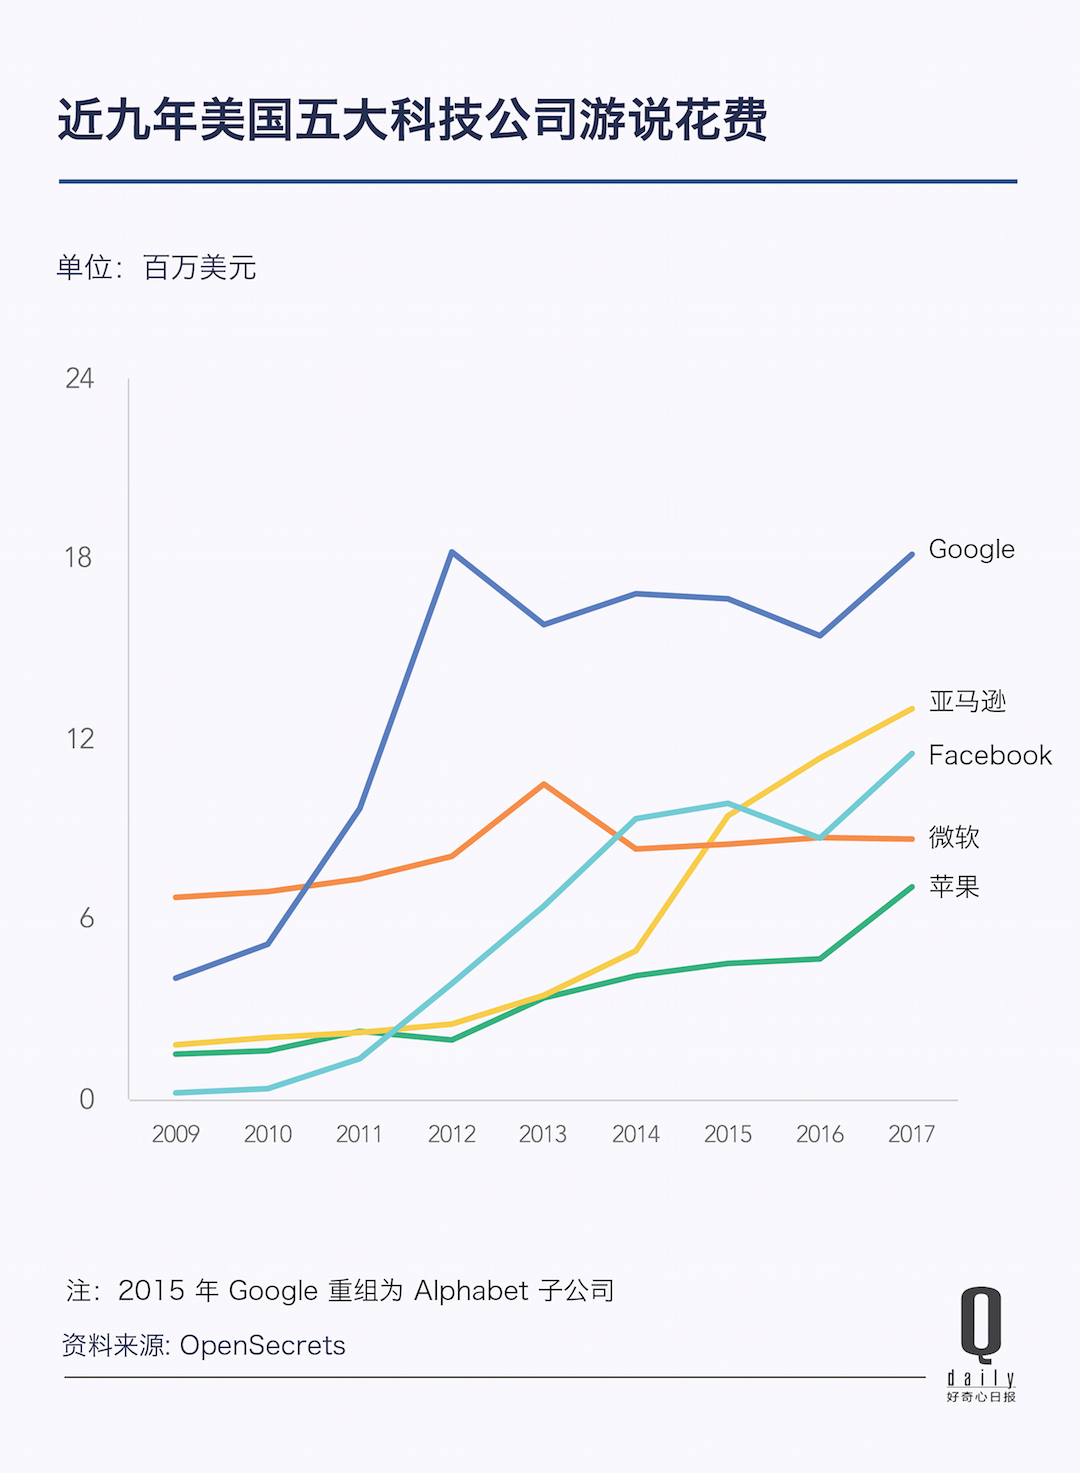 近九年美国五大科技公司游说花费
单位：百万美元
24
18
12
6
0
Google
亚马逊
Facebook
微软
苹果
2009 2010 2011 2012 2013 2014 2015 2016 2017
注：2015 年 Google 重组为 Alphabet 子公司
资料来源: OpenSecrets
Q
daily
好奇心日报